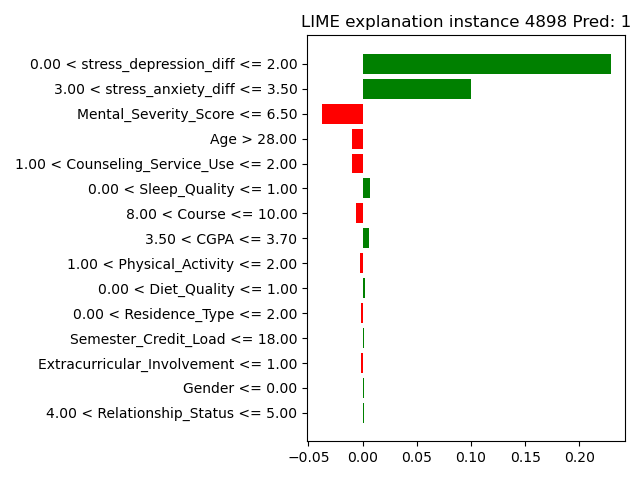 LIME explanation instance 4898 Pred: 1
0.00 < stress_depression_diff <= 2.00
3.00 < stress_anxiety_diff <= 3.50
Mental_Severity_Score <= 6.50
Age > 28.00
1.00 < Counseling_Service_Use <= 2.00
0.00 < Sleep_Quality <= 1.00
8.00 < Course <= 10.00
3.50 < CGPA <= 3.70
1.00 < Physical_Activity <= 2.00
0.00 < Diet_Quality <= 1.00
0.00 < Residence_Type <= 2.00
Semester_Credit_Load <= 18.00
Extracurricular_Involvement <= 1.00
Gender <= 0.00
4.00 < Relationship_Status <= 5.00
−0.05 0.00 0.05 0.10 0.15 0.20